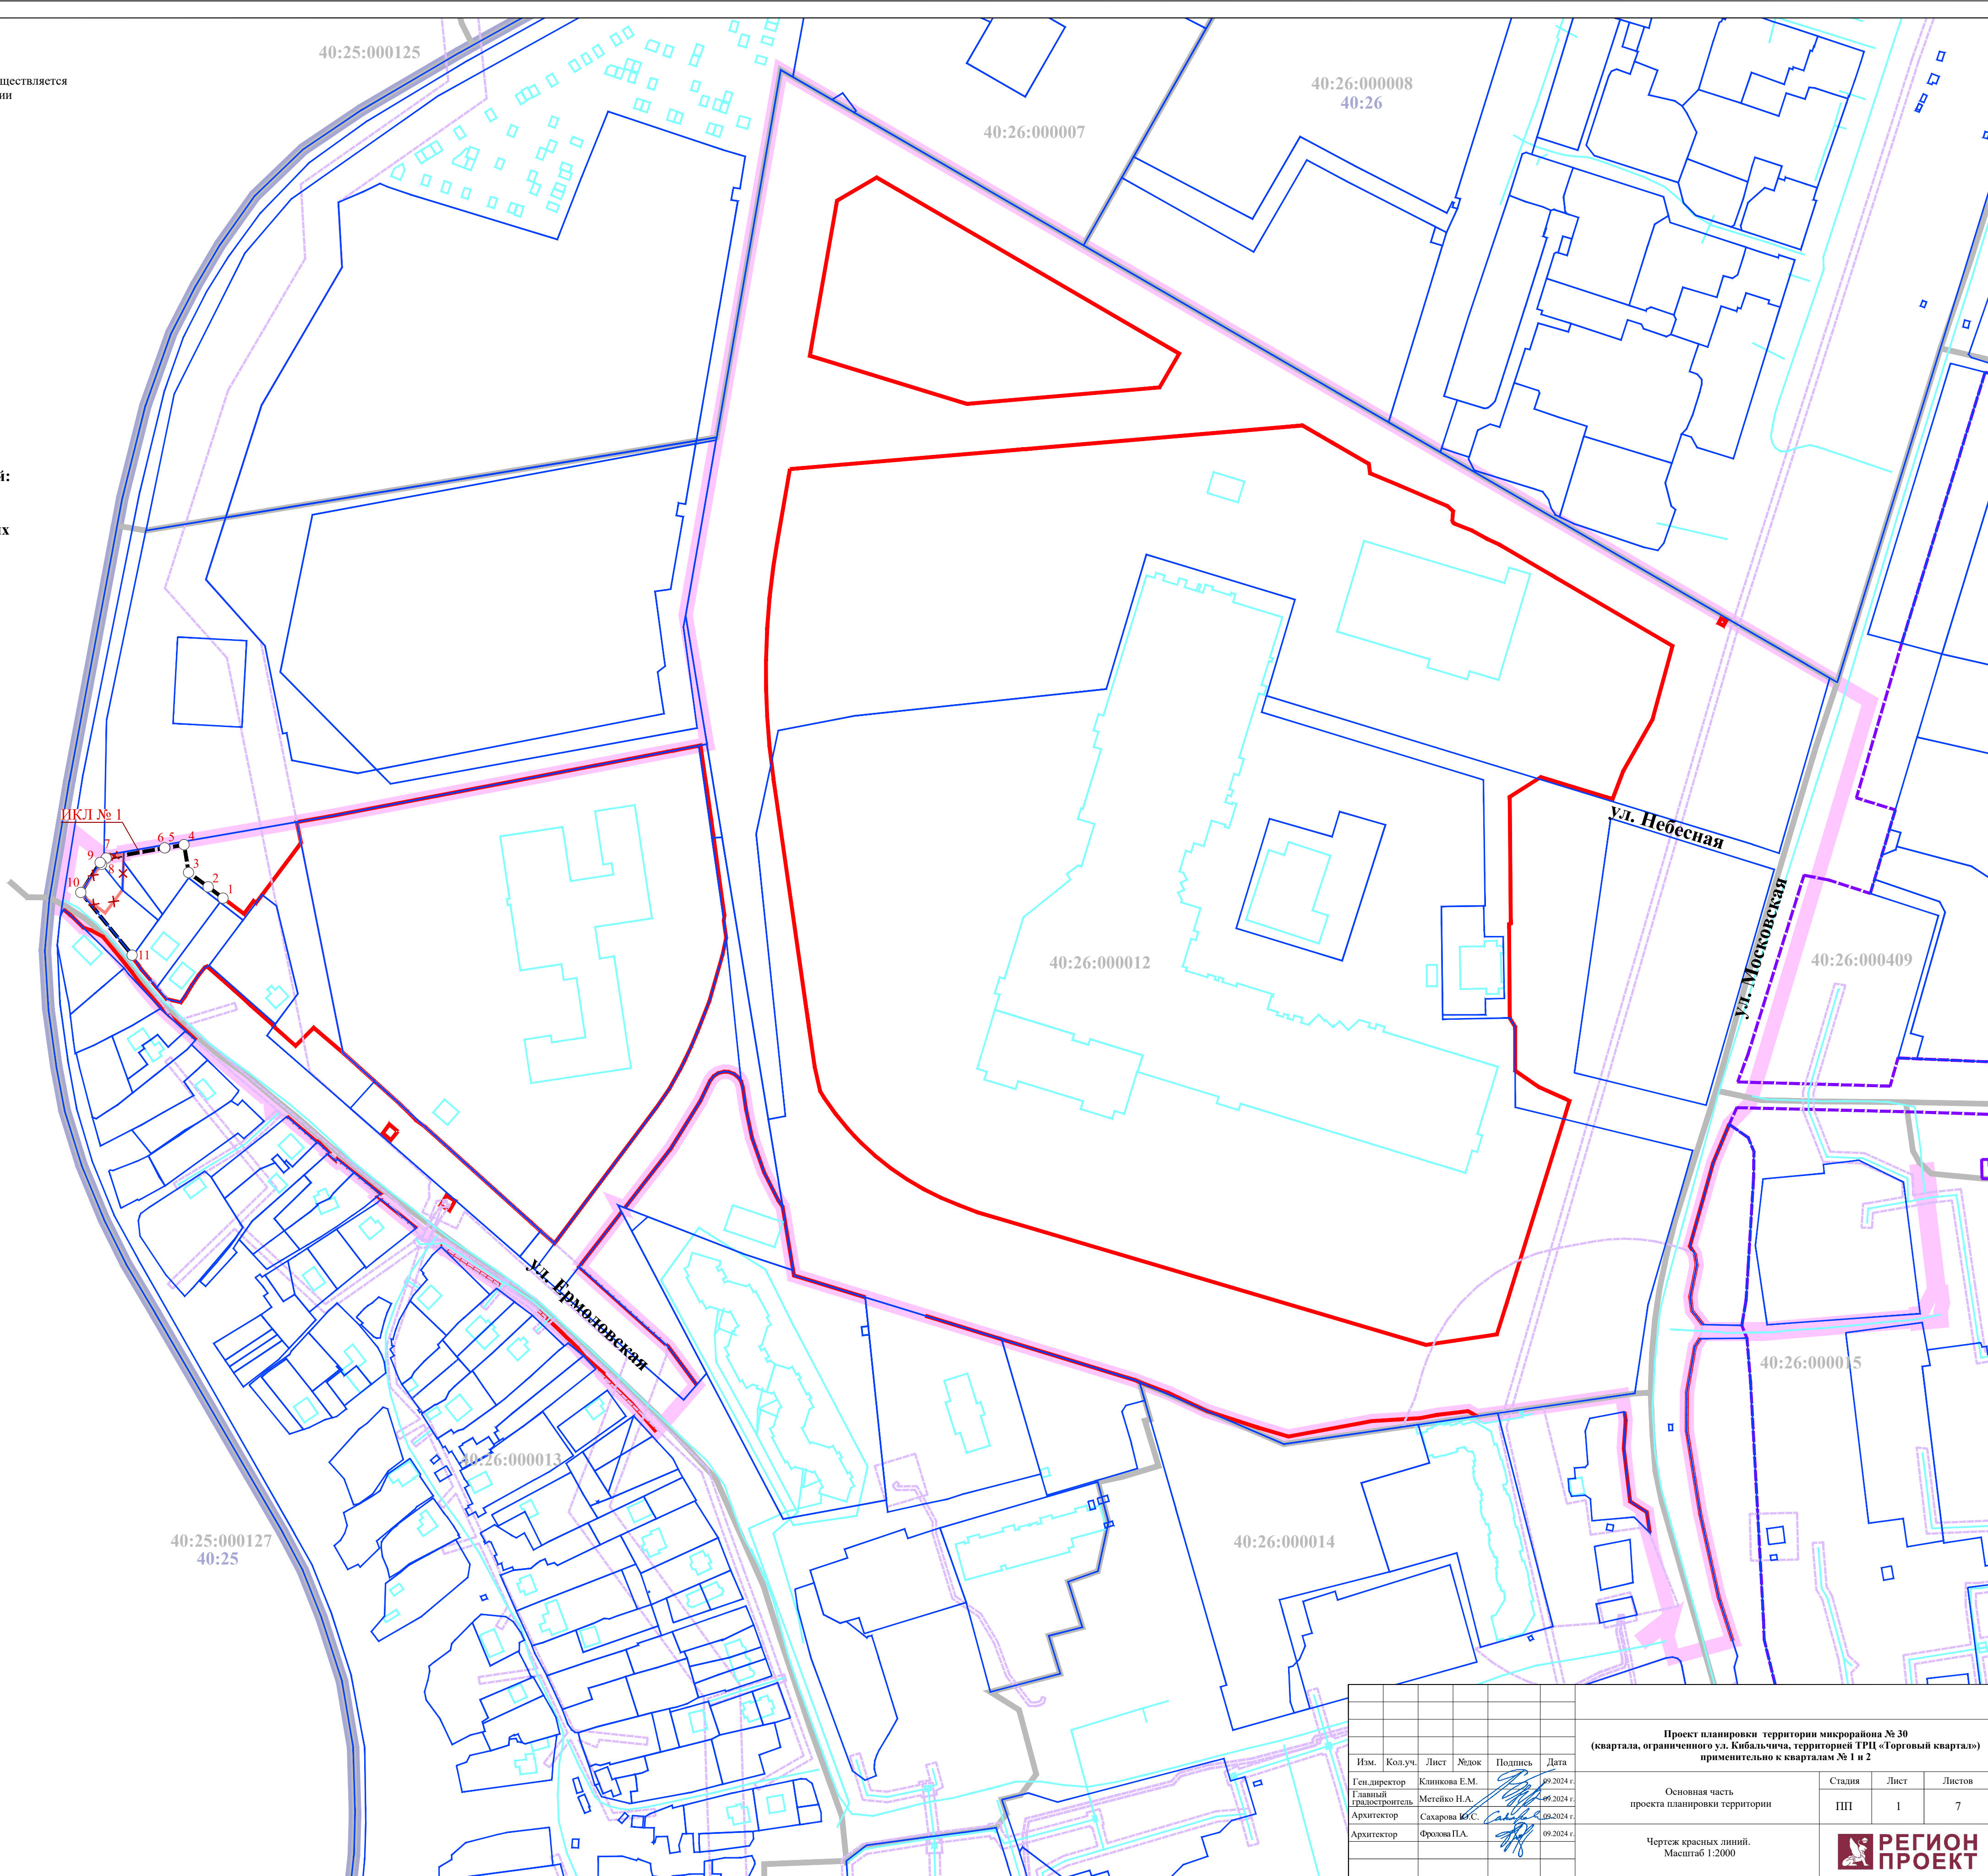 40:25:000125
ществляется
ии
40:26:000008
40:26
40:26:000007
й:
ых
ИКЛ № 1
7
6
5
4
9
8
3
10
2
1
11
ул. Небесная
ул. Московская
40:26:000012
40:26:000409
ул. Ермоловская
40:26:000015
40:26:000013
40:25:000127
40:25
40:26:000014
Проект планировки территории микрорайона № 30
(квартала, ограниченного ул. Кибальчича, территорией ТРЦ «Торговый квартал»)
применительно к кварталам № 1 и 2
Изм. Кол.уч. Лист №док Подпись Дата
Ген.директор Клинкова Е.М. 09.2024 г.
Главный
градостроитель Метейко Н.А. 09.2024 г.
Архитектор Сахарова Ю.С. 09.2024 г.
Архитектор Фролова П.А. 09.2024 г.
Основная часть
проекта планировки территории
Стадия Лист Листов
ПП 1 7
Чертеж красных линий.
Масштаб 1:2000
РЕГИОН
ПРОЕКТ